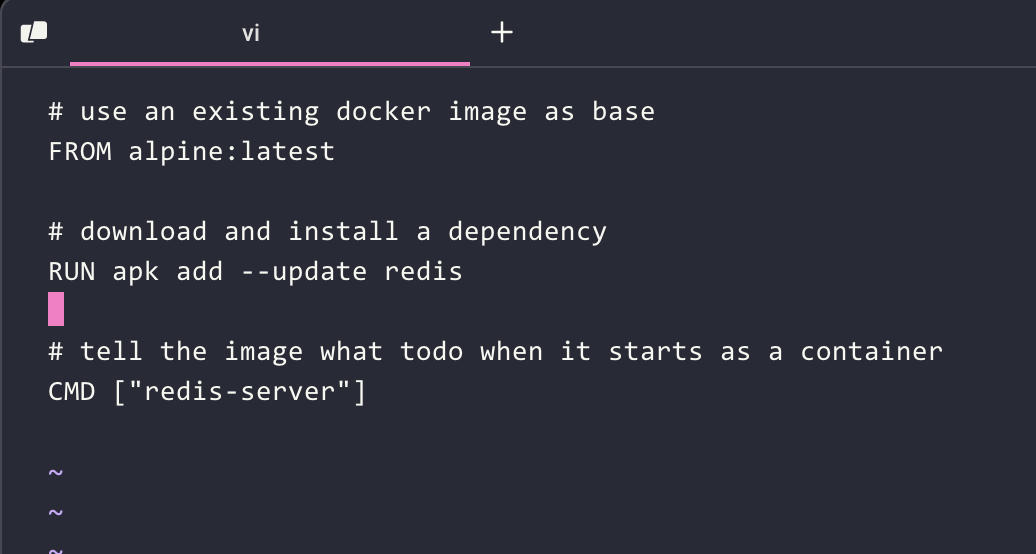 vi
# use an existing docker image as base
FROM alpine:latest
# download and install a dependency
RUN apk add --update redis
# tell the image what todo when it starts as a container
CMD ["redis-server"]
~
~
~